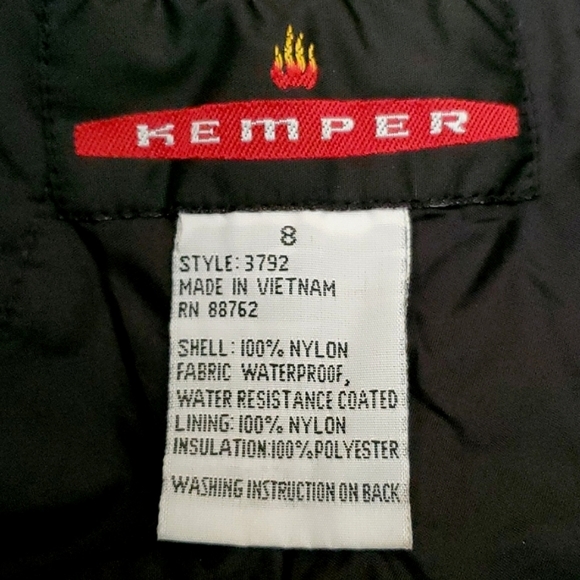 KEMPER
8
STYLE: 3792
MADE IN VIETNAM
RN 88762
SHELL: 100% NYLON
FABRIC WATERPROOF,
WATER RESISTANCE COATED
LINING: 100% NYLON
INSULATION:100%POLYESTER
WASHING INSTRUCTION ON BACK